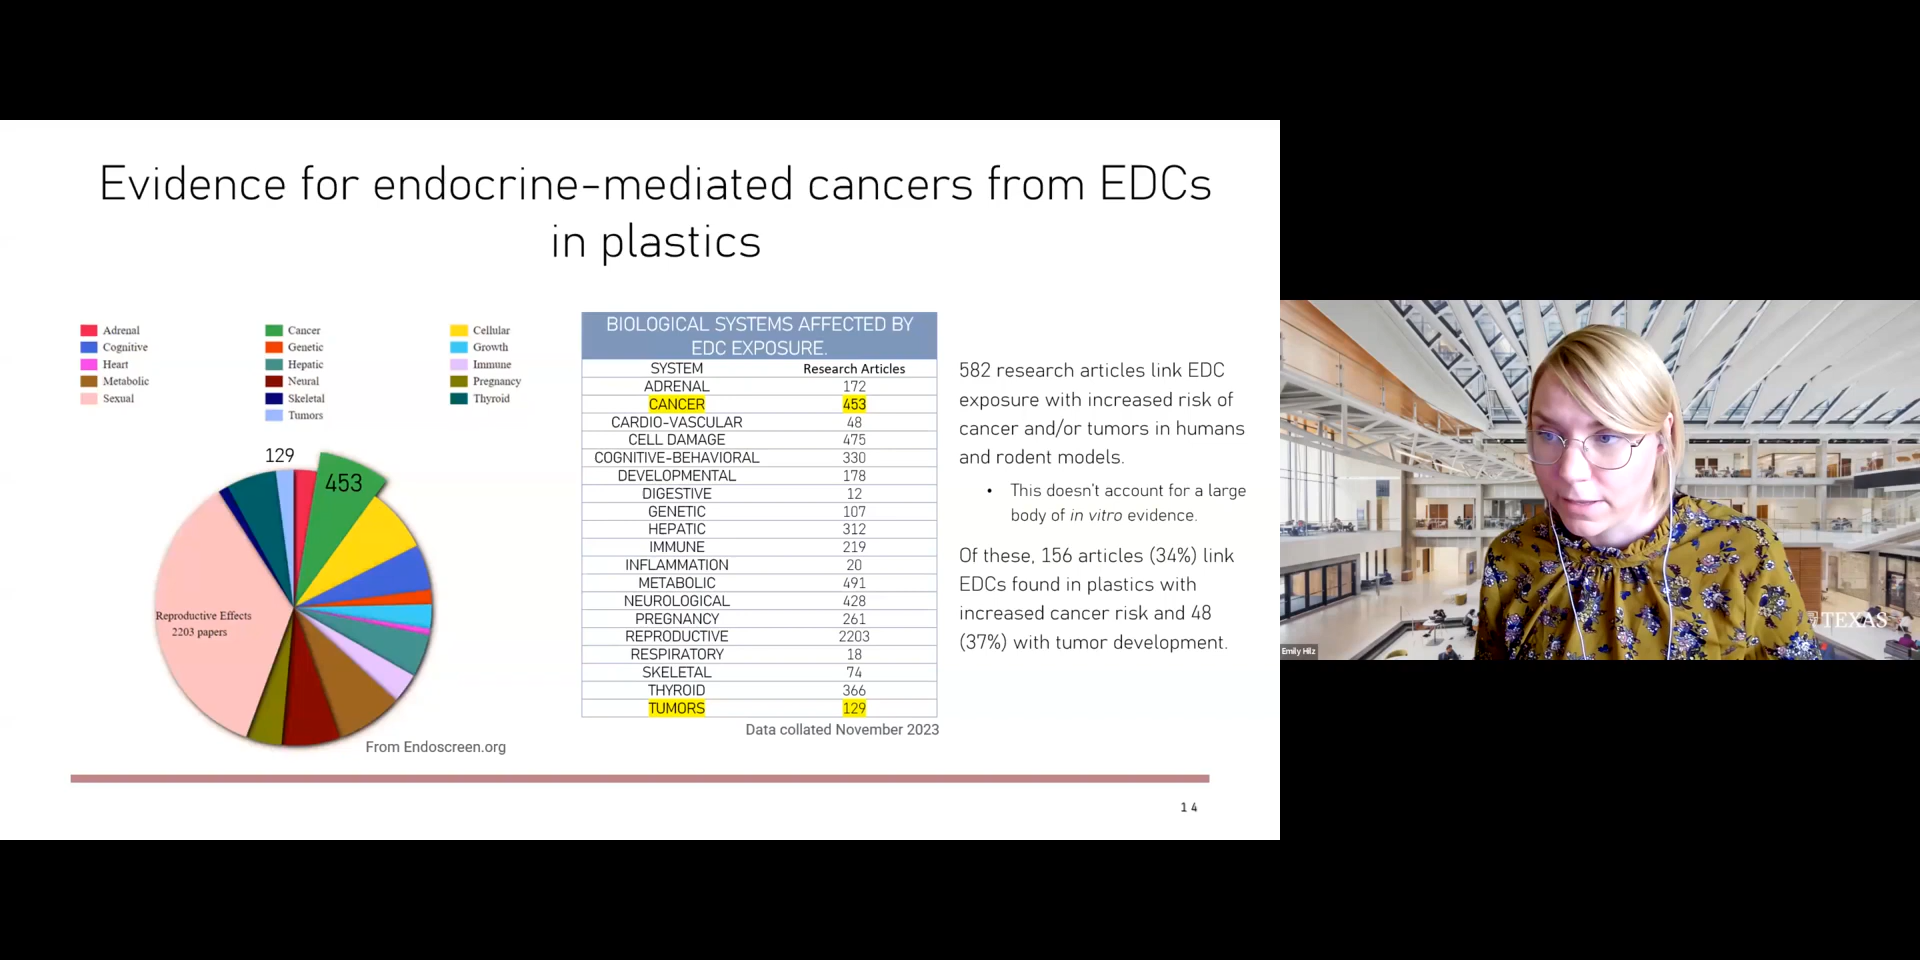 Evidence for endocrine-mediated cancers from EDCs
in plastics
Adrenal
Cancer
Cellular
Cognitive
Genetic
Growth
Heart
Hepatic
Immune
Metabolic
Neural
Pregnancy
Sexual
Skeletal
Thyroid
Tumors
129
453
Reproductive Effects
2203 papers
From Endoscreen.org
BIOLOGICAL SYSTEMS AFFECTED BY
EDC EXPOSURE.
SYSTEM Research Articles
ADRENAL 172
CANCER 453
CARDIO-VASCULAR 48
CELL DAMAGE 475
COGNITIVE-BEHAVIORAL 330
DEVELOPMENTAL 178
DIGESTIVE 12
GENETIC 107
HEPATIC 312
IMMUNE 219
INFLAMMATION 20
METABOLIC 491
NEUROLOGICAL 428
PREGNANCY 261
REPRODUCTIVE 2203
RESPIRATORY 18
SKELETAL 74
THYROID 366
TUMORS 129
Data collated November 2023
582 research articles link EDC
exposure with increased risk of
cancer and/or tumors in humans
and rodent models.
• This doesn't account for a large
body of in vitro evidence.
Of these, 156 articles (34%) link
EDCs found in plastics with
increased cancer risk and 48
(37%) with tumor development.
14
TEXAS
Emily Hilz